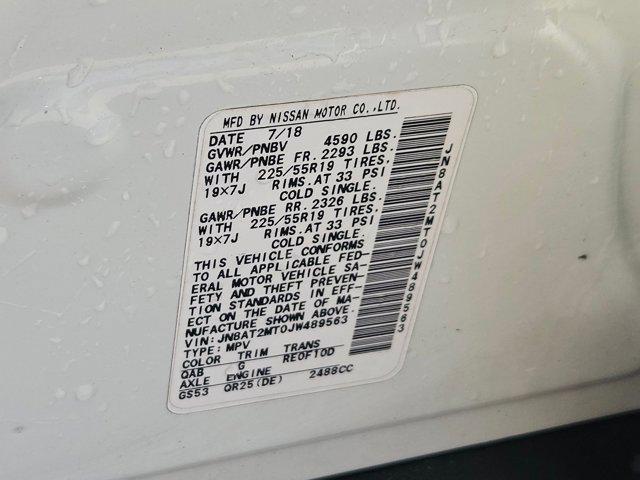 MFD BY NISSAN MOTOR CO.,LTD.
DATE 7/18
GVWR/PNBV 4590 LBS.
GAWR/PNBE FR. 2293 LBS.
WITH 225/55R19 TIRES,
19×7J RIMS.AT 33 PSI
COLD SINGLE.
GAWR/PNBE RR. 2326 LBS.
WITH 225/55R19 TIRES,
19×7J RIMS.AT 33 PSI
COLD SINGLE.
THIS VEHICLE CONFORMS
TO ALL APPLICABLE FED-
ERAL MOTOR VEHICLE SA-
FETY AND THEFT PREVEN-
TION STANDARDS IN EFF-
ECT ON THE DATE OF MA-
NUFACTURE SHOWN ABOVE.
VIN: JN8AT2MT0JW489563
TYPE: MPV
COLOR TRIM TRANS
QAB G RE0F10D
AXLE ENGINE
GS53 QR25(DE) 2488CC
JN8AT2MT0JW489563